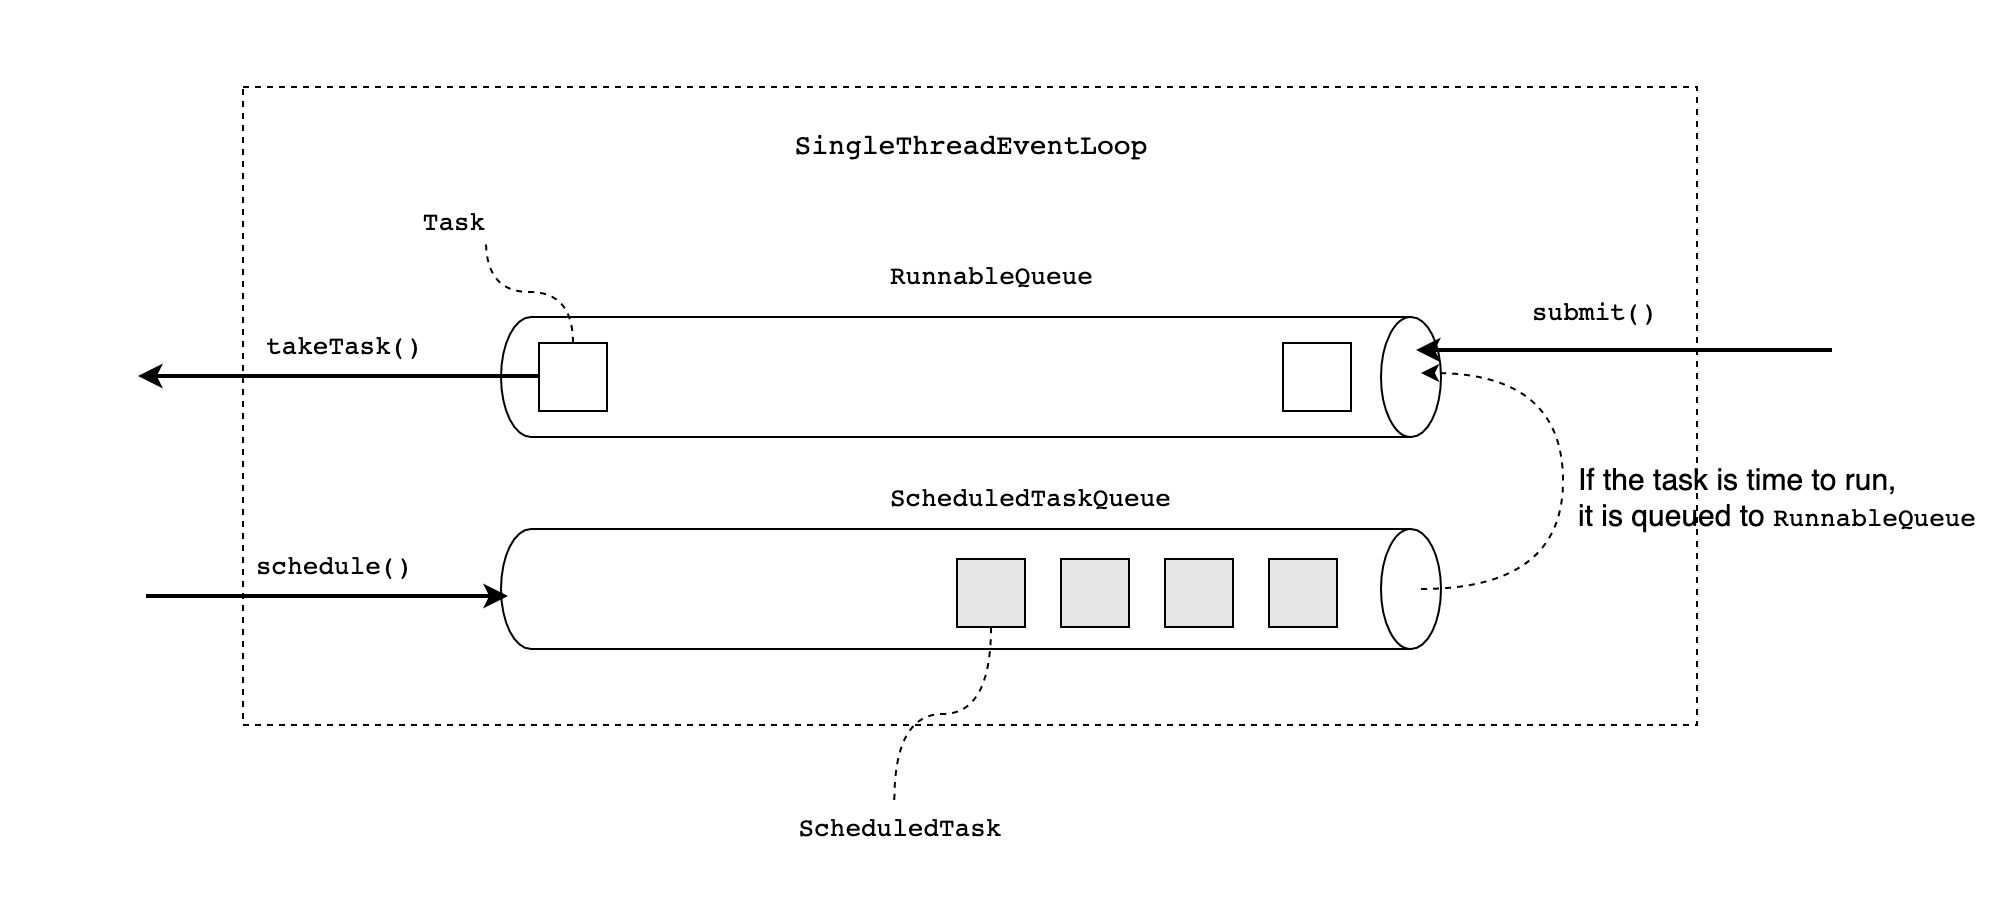 SingleThreadEventLoop
Task
RunnableQueue
submit()
takeTask()
If the task is time to run,
it is queued to RunnableQueue
ScheduledTaskQueue
schedule()
ScheduledTask